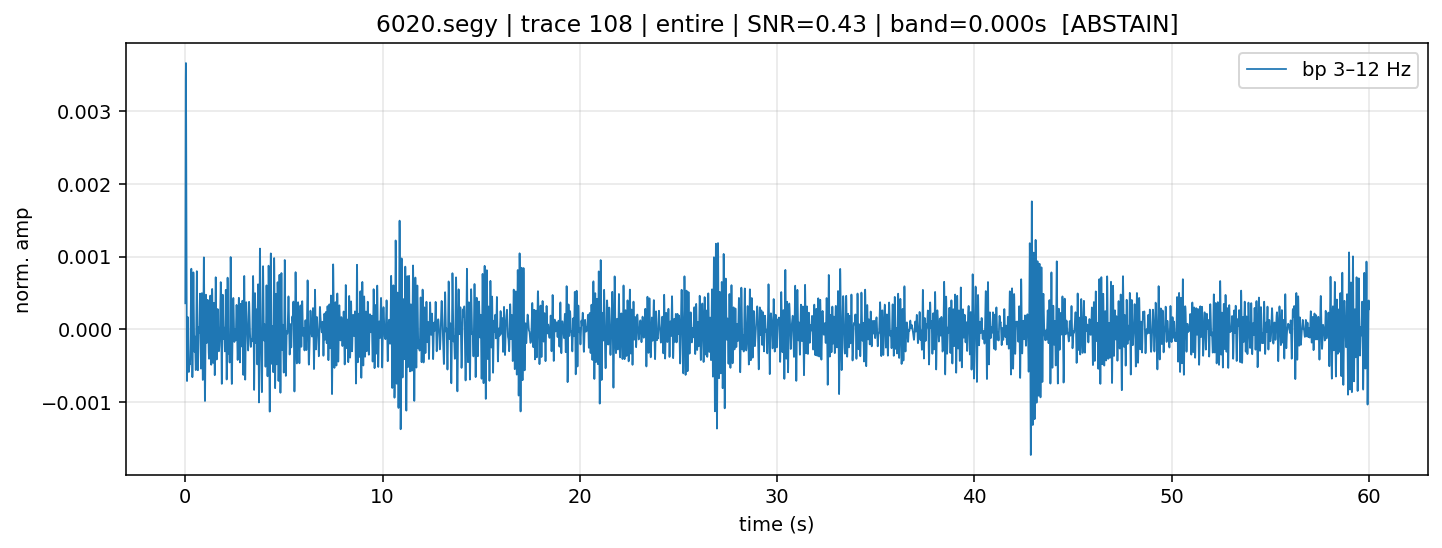 6020.segy | trace 108 | entire | SNR=0.43 | band=0.000s  [ABSTAIN]
bp 3–12 Hz
norm. amp
0.003
0.002
0.001
0.000
−0.001
0 10 20 30 40 50 60
time (s)